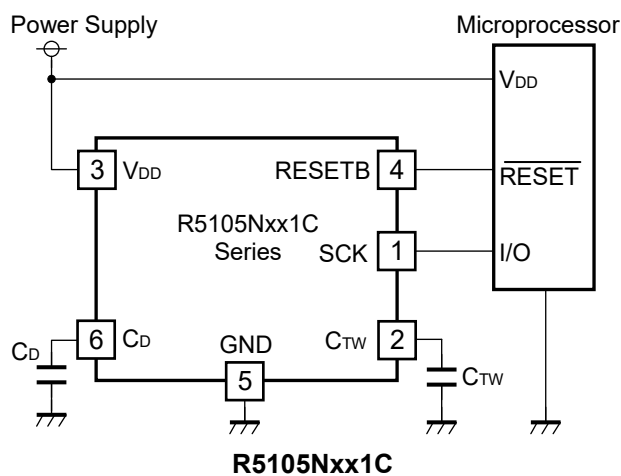 Power Supply
Microprocessor
VDD
3 VDD
RESETB 4
RESET
R5105Nxx1C
Series
SCK 1
I/O
CD
6 CD
GND
CTW 2
5
CTW
R5105Nxx1C